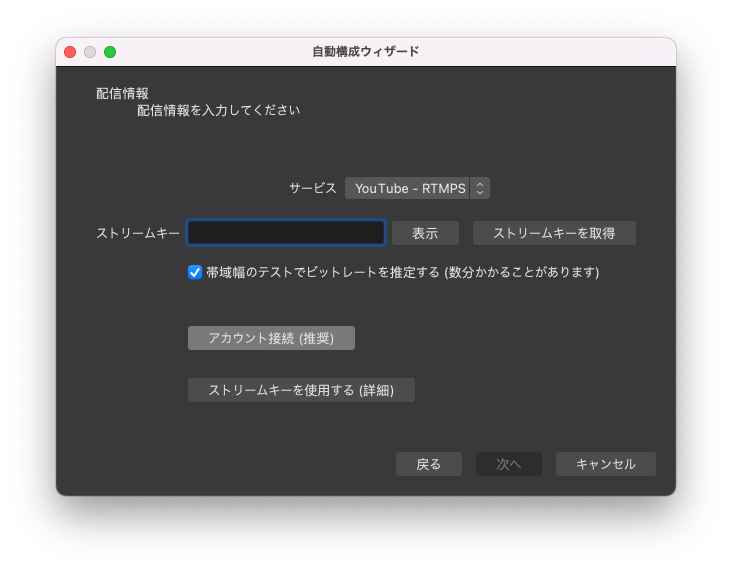 自動構成ウィザード
配信情報
配信情報を入力してください
サービス YouTube - RTMPS
ストリームキー 表示 ストリームキーを取得
帯域幅のテストでビットレートを推定する (数分かかることがあります)
アカウント接続 (推奨)
ストリームキーを使用する (詳細)
戻る 次へ キャンセル